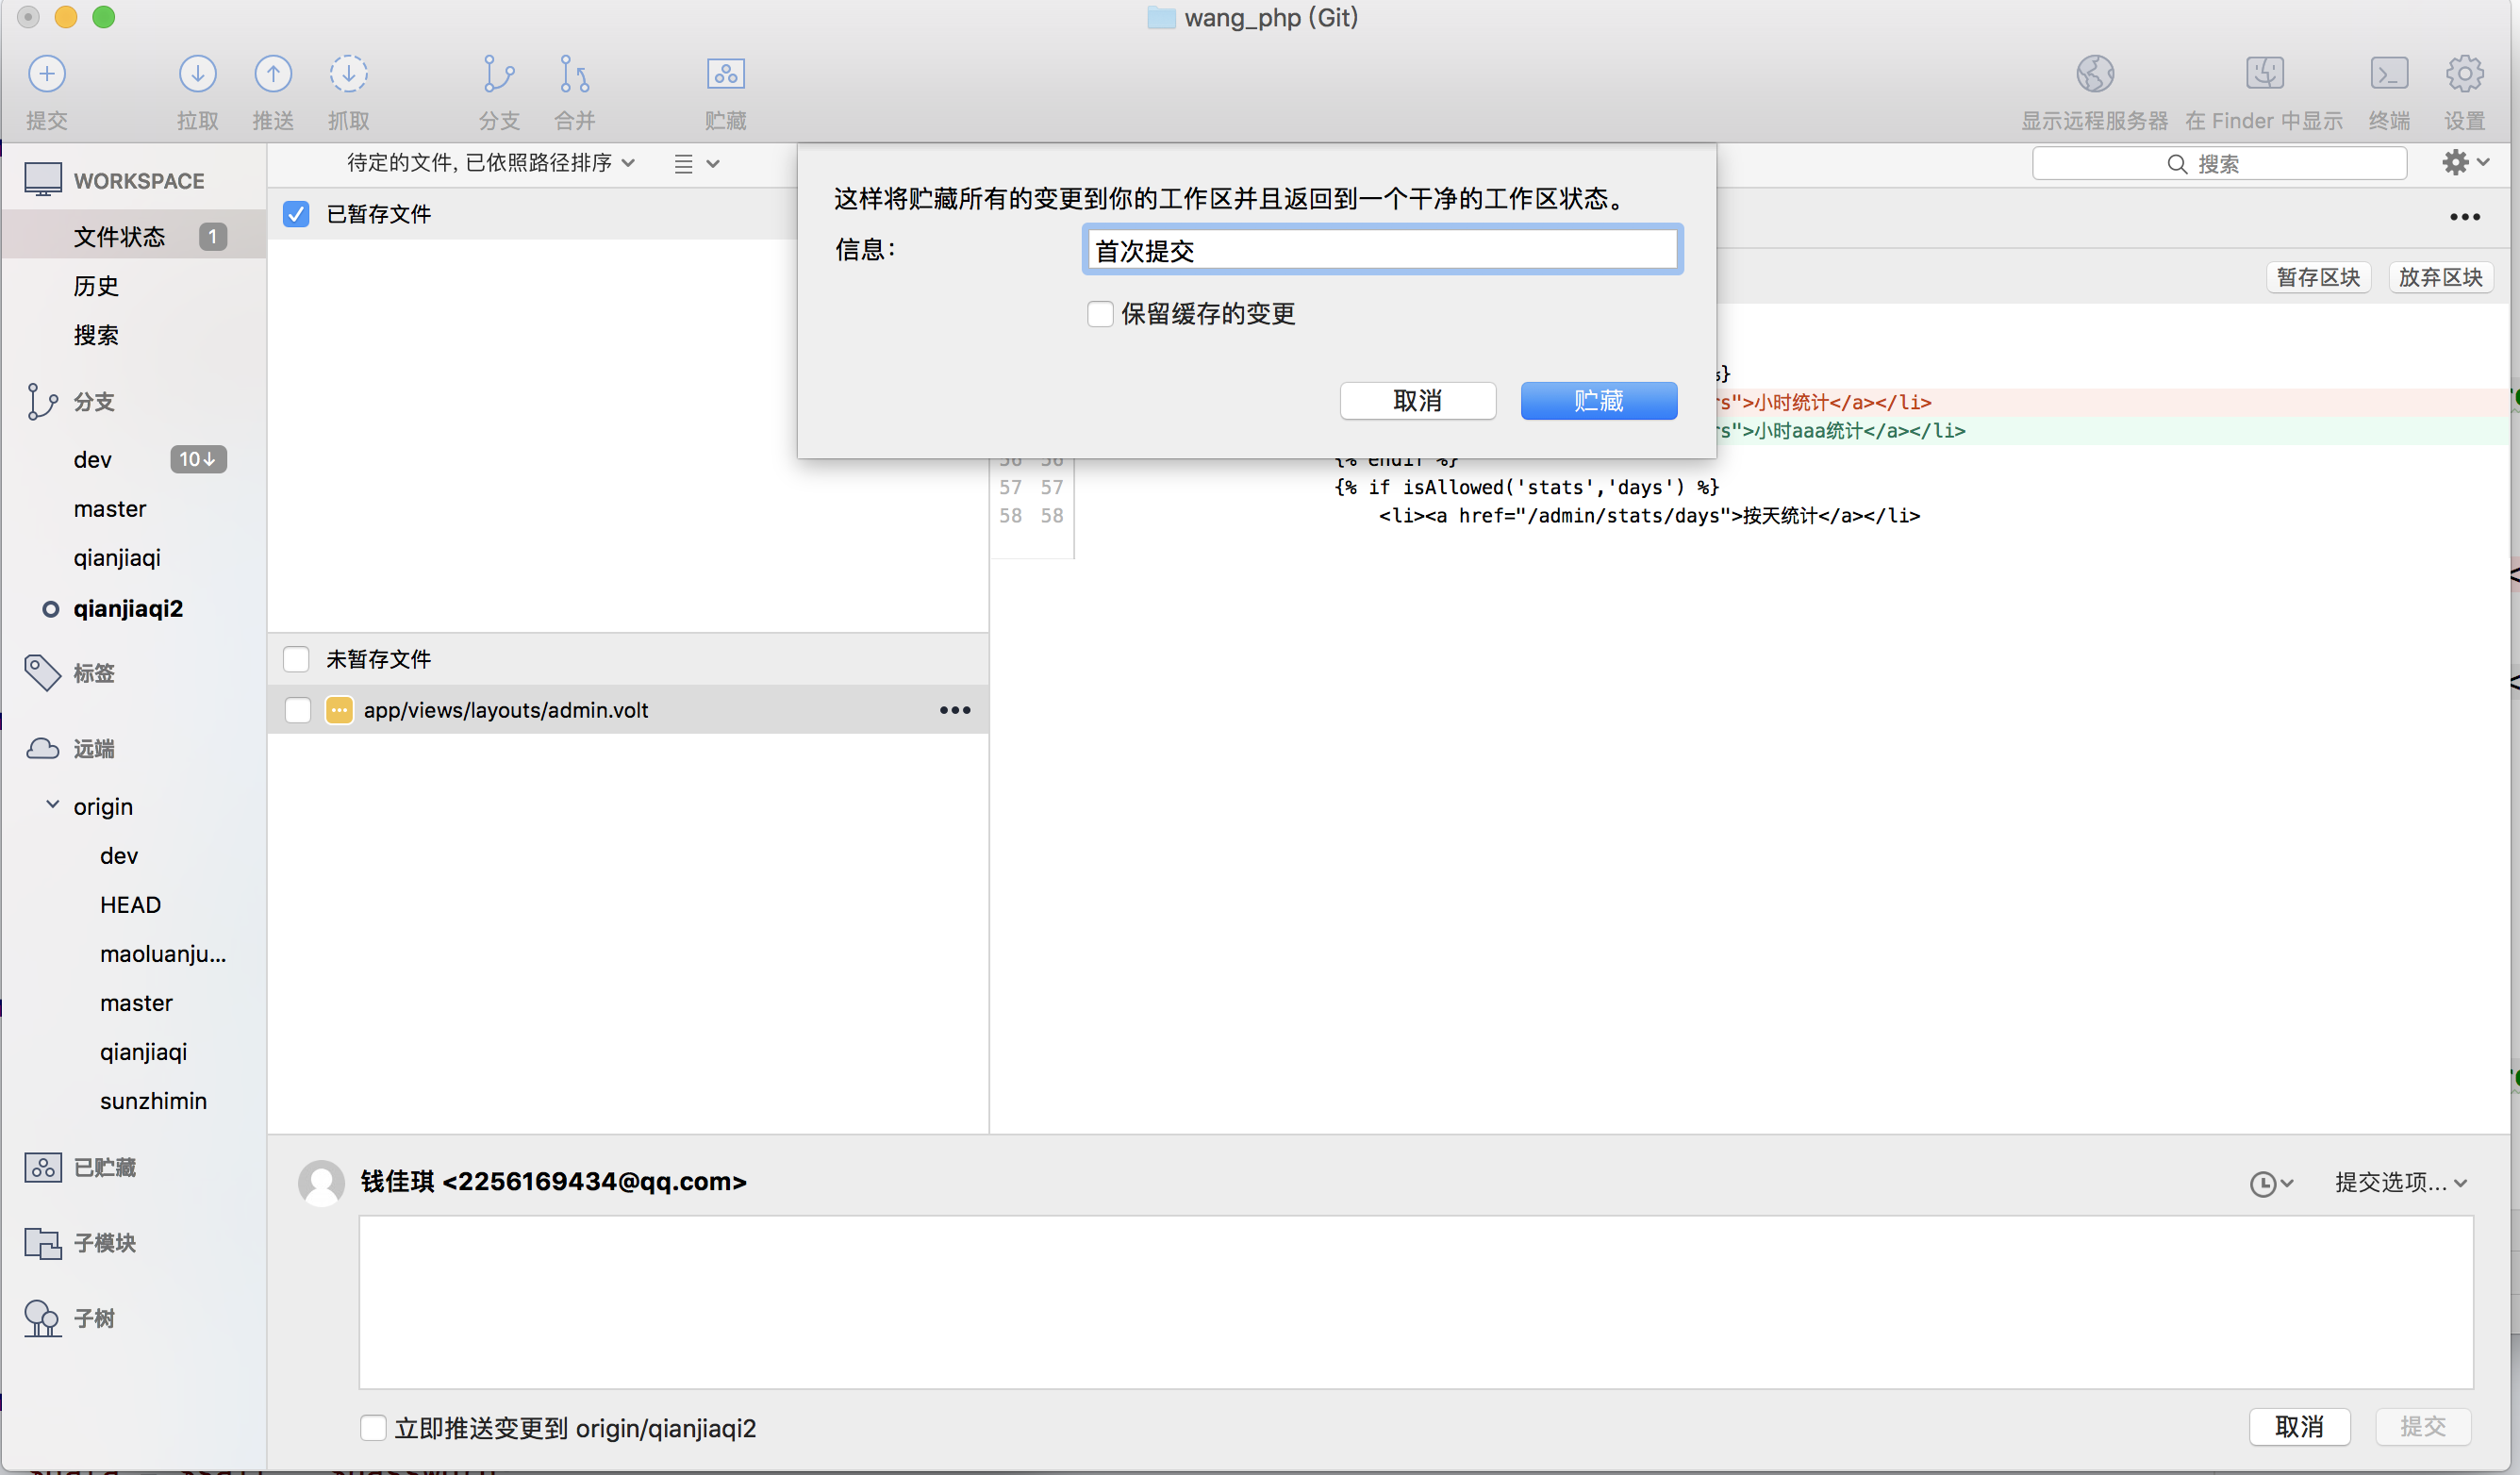 wang_php (Git)
提交 拉取 推送 抓取 分支 合并 贮藏 显示远程服务器 在 Finder 中显示 终端 设置
WORKSPACE
文件状态 1
历史
搜索
分支
dev 10↓
master
qianjiaqi
qianjiaqi2
标签
远端
origin
dev
HEAD
maoluanju...
master
qianjiaqi
sunzhimin
已贮藏
子模块
子树
待定的文件, 已依照路径排序
搜索
已暂存文件
未暂存文件
app/views/layouts/admin.volt
这样将贮藏所有的变更到你的工作区并且返回到一个干净的工作区状态。
信息: 首次提交
保留缓存的变更
取消 贮藏
暂存区块 放弃区块
%}
rs">小时统计</a></li>
rs">小时aaa统计</a></li>
56 56 {% endif %}
57 57 {% if isAllowed('stats','days') %}
58 58 <li><a href="/admin/stats/days">按天统计</a></li>
钱佳琪 <2256169434@qq.com>
提交选项...
立即推送变更到 origin/qianjiaqi2
取消 提交